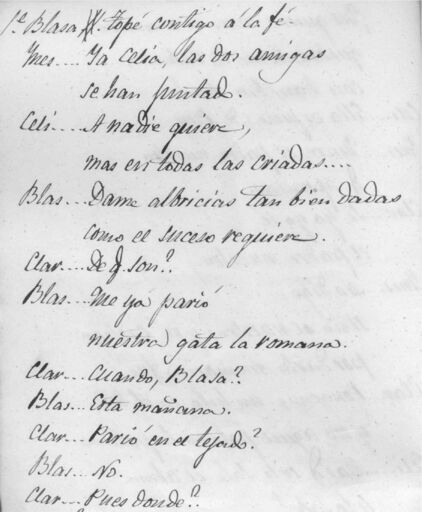 1ª Blasa. topé contigo á la fé.
Ines.... Ya Celia, las dos amigas
se han juntad.
Celi.... A nadie quiere,
mas en todas las criadas....
Blas... Dame albricias tan bien dadas
como el suceso requiere.
Clar... De q son?.
Blas... Me ya parió
nuestra gata la romana.
Clar... Cuando, Blasa?.
Blas... Esta mañana.
Clar... Parió en el tejado?
Blas... No.
Clar... Pues donde?.